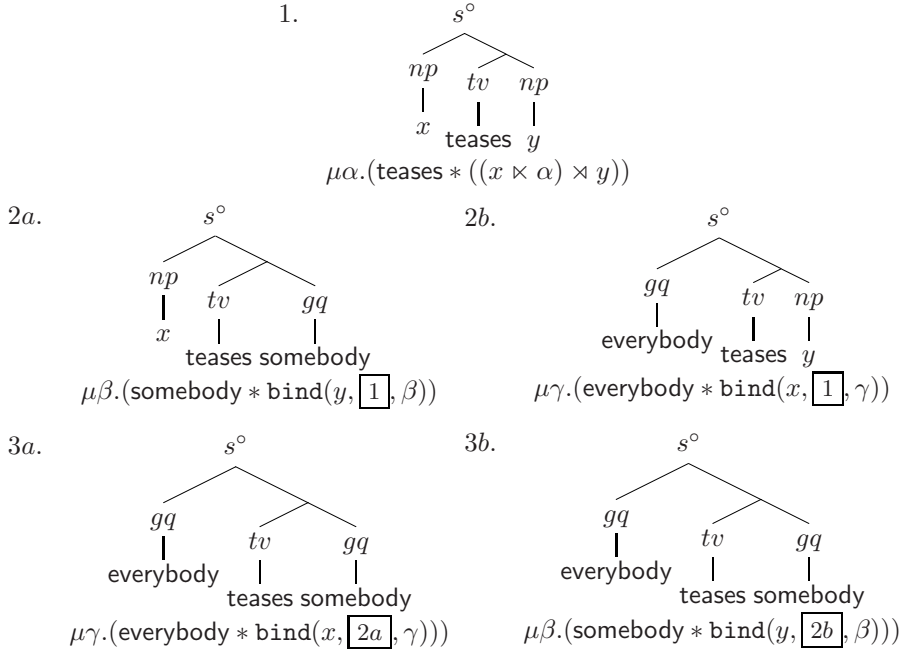 1.
s°
np tv np
x teases y
μα.(teases ∗ ((x ⋉ α) ⋊ y))
2a.
s°
np tv gq
x teases somebody
μβ.(somebody ∗ bind(y, 1, β))
2b.
s°
gq tv np
everybody teases y
μγ.(everybody ∗ bind(x, 1, γ))
3a.
s°
gq tv gq
everybody teases somebody
μγ.(everybody ∗ bind(x, 2a, γ)))
3b.
s°
gq tv gq
everybody teases somebody
μβ.(somebody ∗ bind(y, 2b, β)))